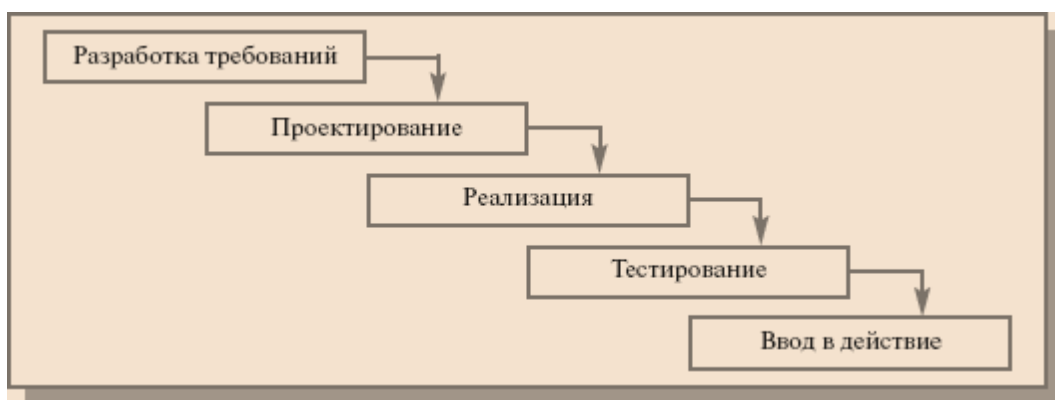 Разработка требований
Проектирование
Реализация
Тестирование
Ввод в действие